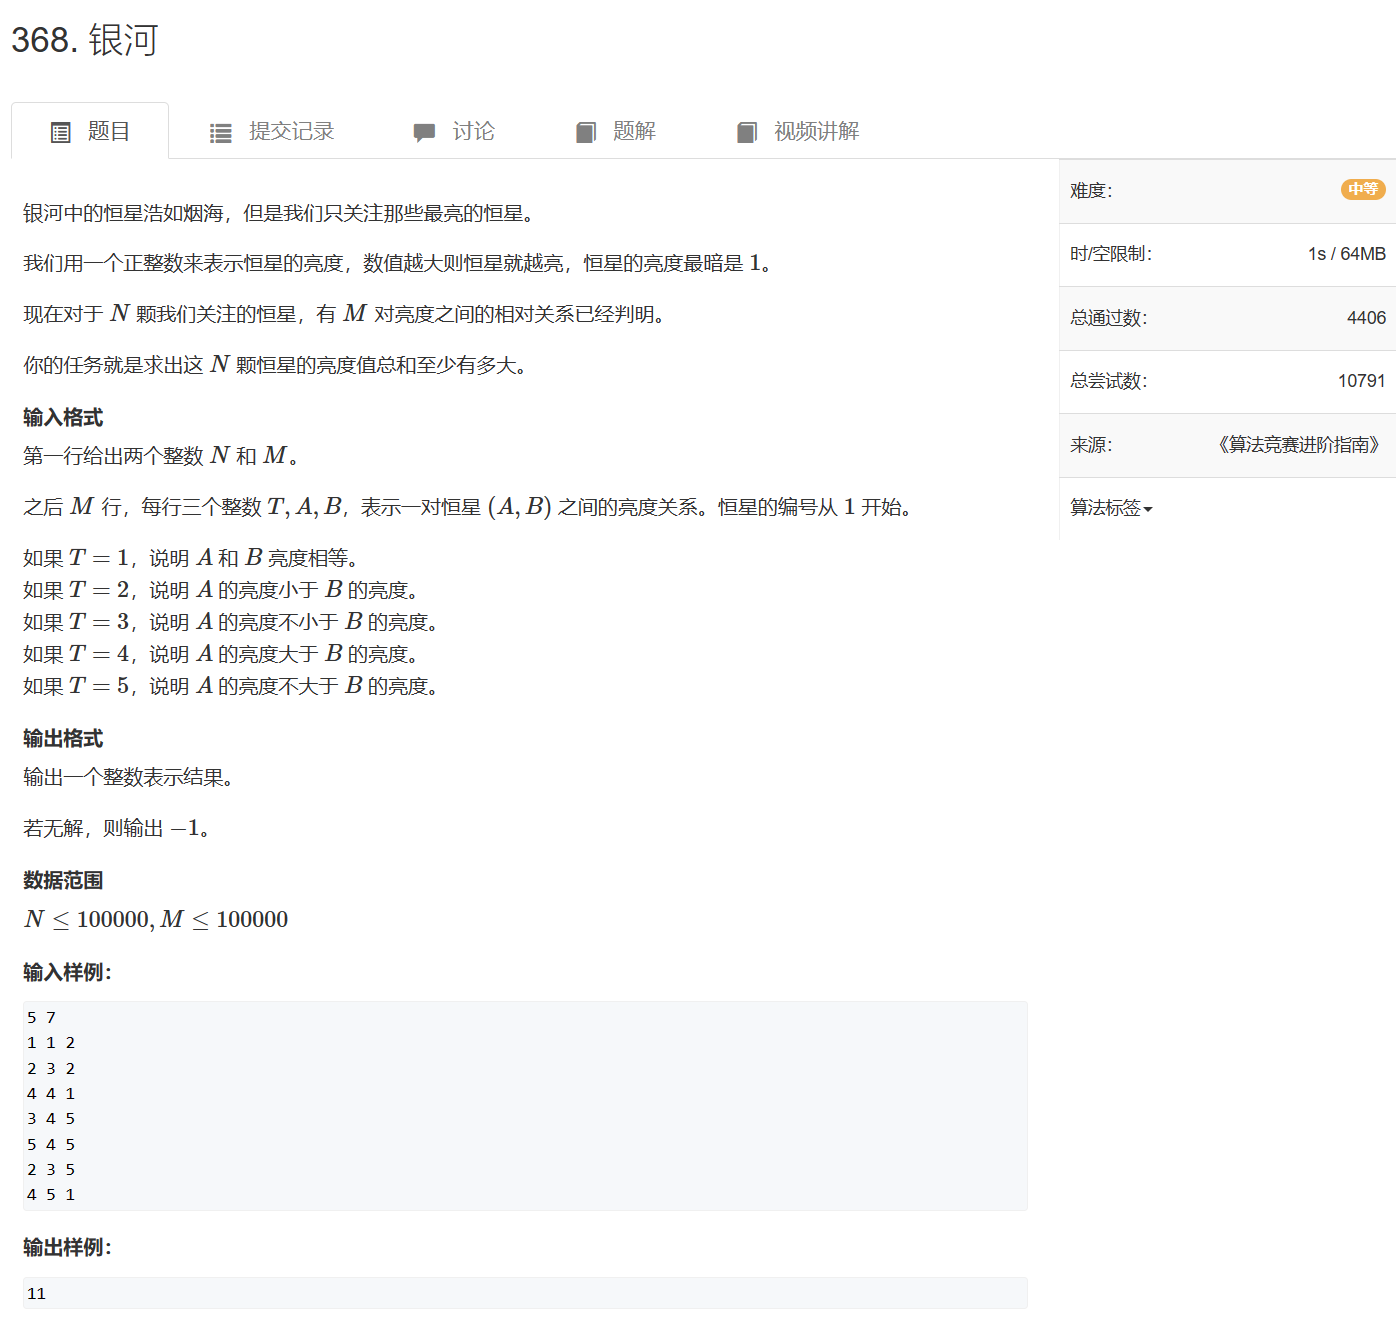 368. 银河
题目
提交记录
讨论
题解
视频讲解
银河中的恒星浩如烟海，但是我们只关注那些最亮的恒星。
我们用一个正整数来表示恒星的亮度，数值越大则恒星就越亮，恒星的亮度最暗是 1。
现在对于 N 颗我们关注的恒星，有 M 对亮度之间的相对关系已经判明。
你的任务就是求出这 N 颗恒星的亮度值总和至少有多大。
输入格式
第一行给出两个整数 N 和 M。
之后 M 行，每行三个整数 T, A, B，表示一对恒星 (A, B) 之间的亮度关系。恒星的编号从 1 开始。
如果 T = 1，说明 A 和 B 亮度相等。
如果 T = 2，说明 A 的亮度小于 B 的亮度。
如果 T = 3，说明 A 的亮度不小于 B 的亮度。
如果 T = 4，说明 A 的亮度大于 B 的亮度。
如果 T = 5，说明 A 的亮度不大于 B 的亮度。
输出格式
输出一个整数表示结果。
若无解，则输出 −1。
数据范围
N ≤ 100000, M ≤ 100000
输入样例：
5 7
1 1 2
2 3 2
4 4 1
3 4 5
5 4 5
2 3 5
4 5 1
输出样例：
11
难度： 中等
时/空限制： 1s / 64MB
总通过数： 4406
总尝试数： 10791
来源： 《算法竞赛进阶指南》
算法标签